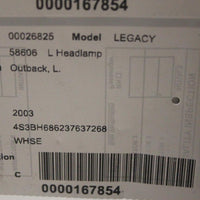 0000167854
00026825 Model LEGACY
58606 L Headlamp
Outback, L.
2003
4S3BH686237637268
WHSE
C
0000167854